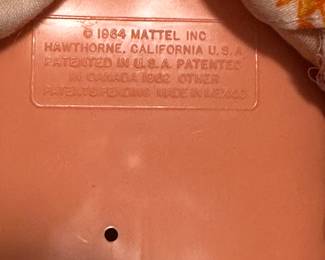 © 1964 MATTEL INC
HAWTHORNE, CALIFORNIA U.S.A
PATENTED IN U.S.A. PATENTED
IN CANADA 1962 OTHER
PATENTS PENDING MADE IN MEXICO